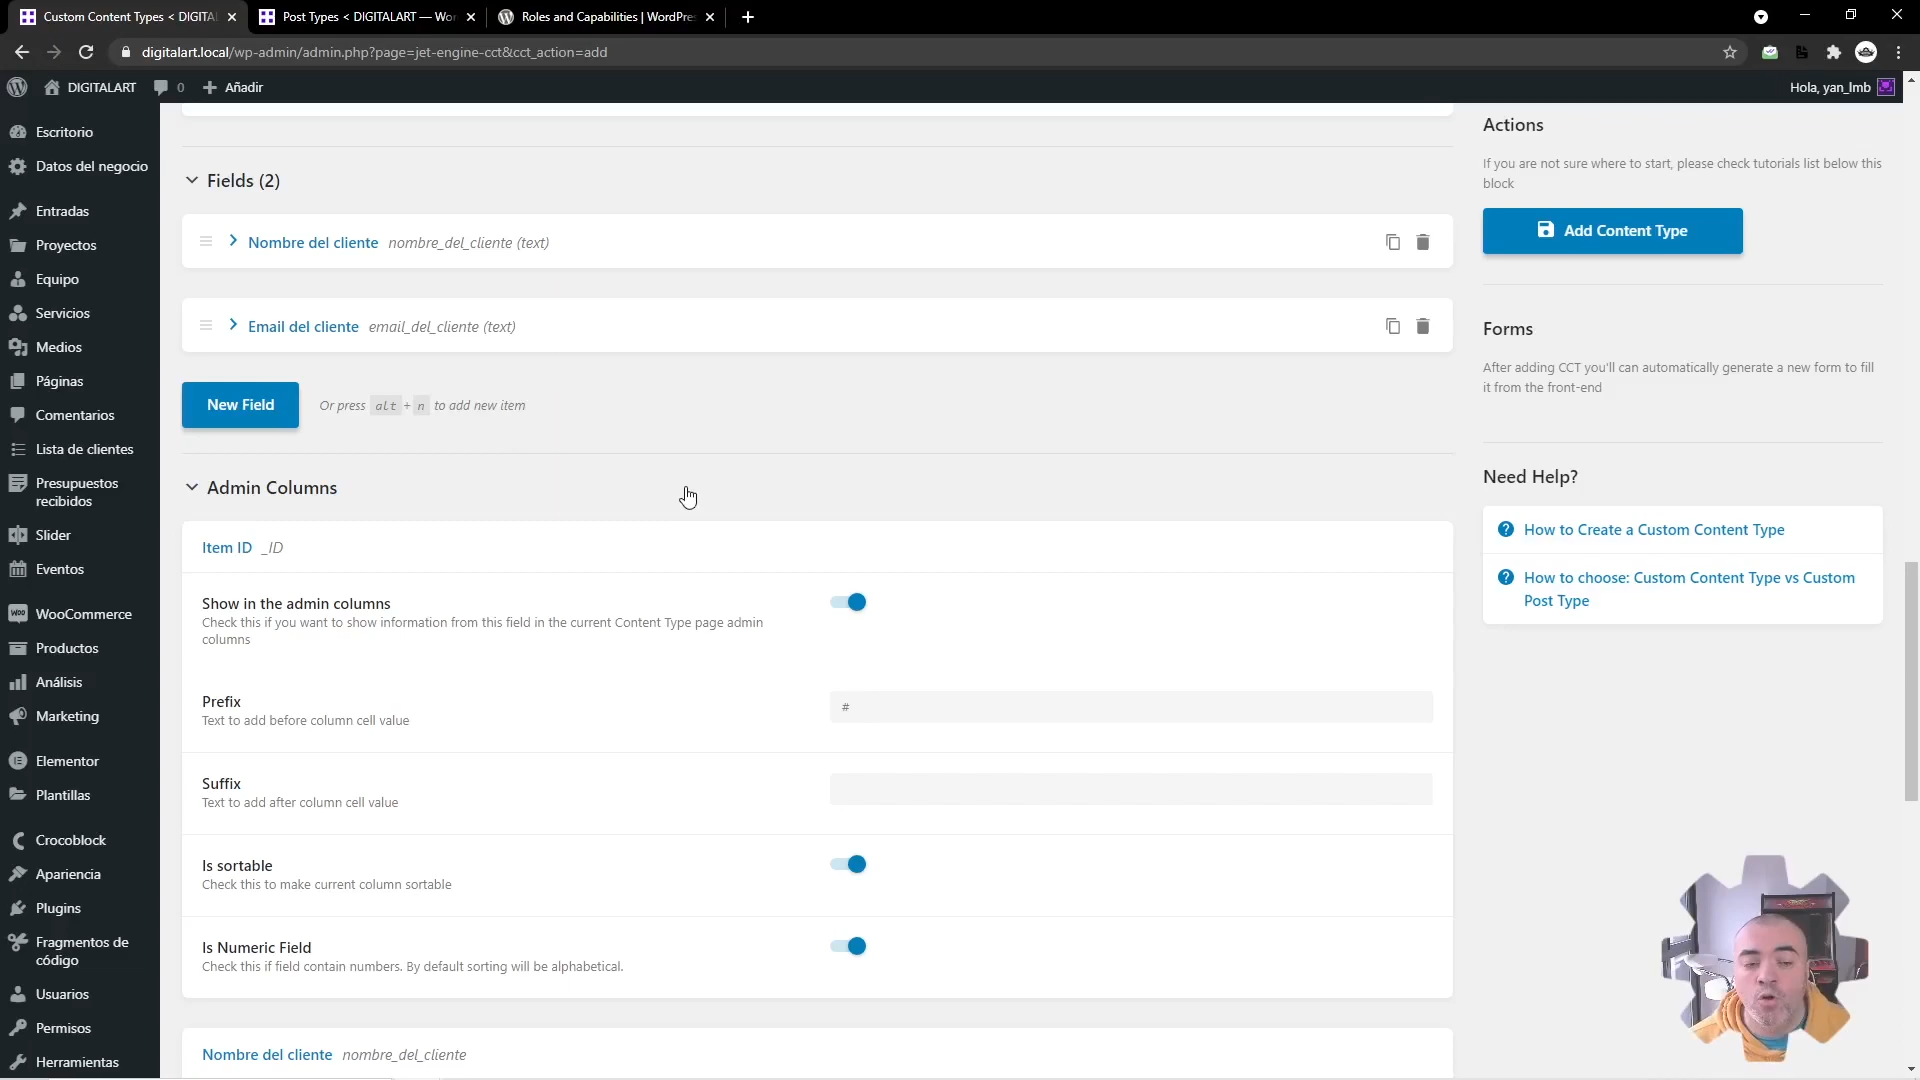 Custom Content Types < DIGITAL
Post Types < DIGITALART — Wor
Roles and Capabilities | WordPres
digitalart.local/wp-admin/admin.php?page=jet-engine-cct&cct_action=add
DIGITALART
0
Añadir
Hola, yan_lmb
Escritorio
Datos del negocio
Entradas
Proyectos
Equipo
Servicios
Medios
Páginas
Comentarios
Lista de clientes
Presupuestos
recibidos
Slider
Eventos
WooCommerce
Productos
Análisis
Marketing
Elementor
Plantillas
Crocoblock
Apariencia
Plugins
Fragmentos de
código
Usuarios
Permisos
Herramientas
Fields (2)
Nombre del cliente nombre_del_cliente (text)
Email del cliente email_del_cliente (text)
New Field
Or press alt + n to add new item
Admin Columns
Item ID _ID
Show in the admin columns
Check this if you want to show information from this field in the current Content Type page admin
columns
Prefix
Text to add before column cell value
#
Suffix
Text to add after column cell value
Is sortable
Check this to make current column sortable
Is Numeric Field
Check this if field contain numbers. By default sorting will be alphabetical.
Nombre del cliente nombre_del_cliente
Actions
If you are not sure where to start, please check tutorials list below this
block
Add Content Type
Forms
After adding CCT you'll can automatically generate a new form to fill
it from the front-end
Need Help?
How to Create a Custom Content Type
How to choose: Custom Content Type vs Custom
Post Type